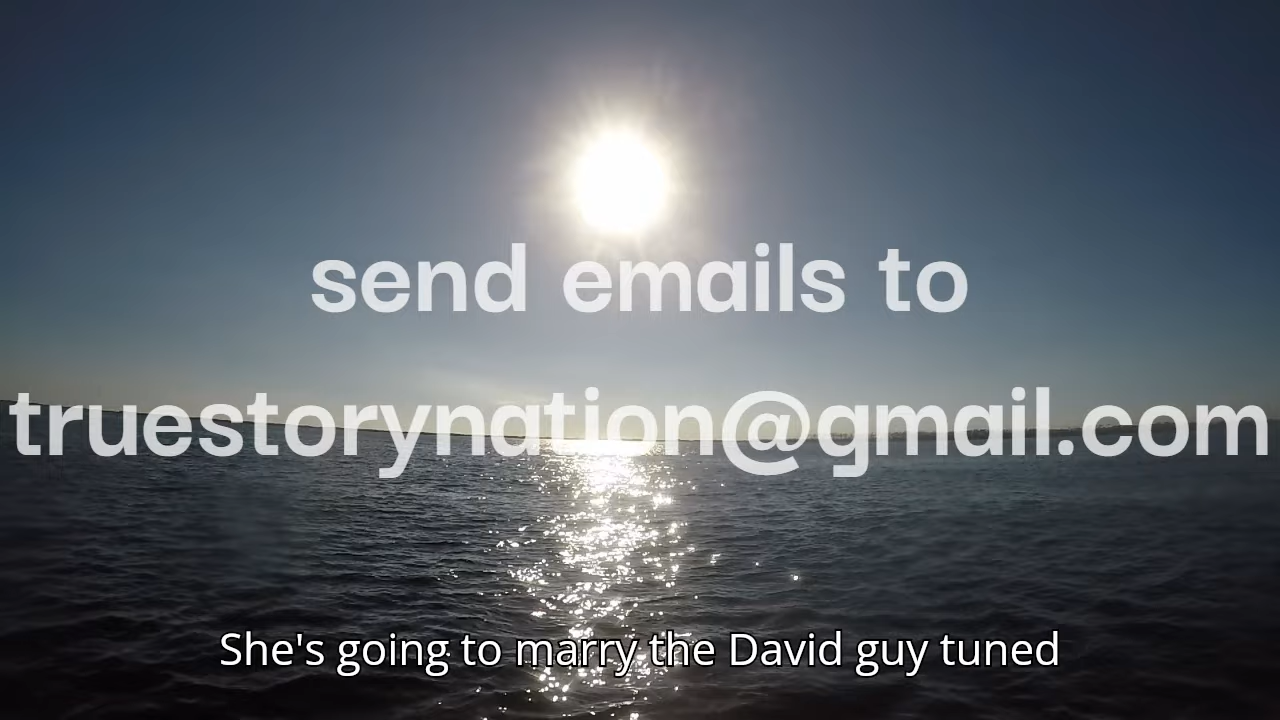 send emails to
truestorynation@gmail.com
She's going to marry the David guy tuned